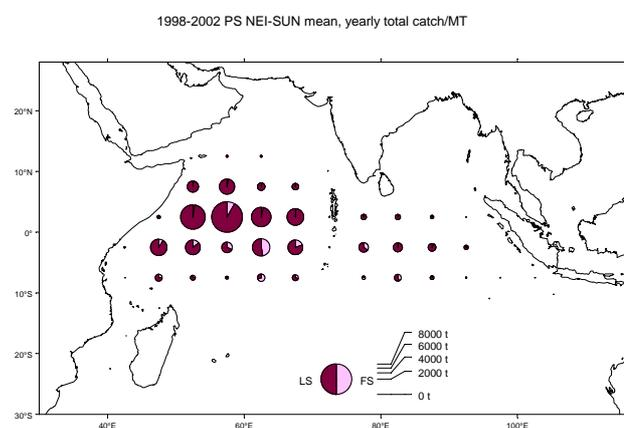 1998-2002 PS NEI-SUN mean, yearly total catch/MT
20°N
10°N
0°
10°S
20°S
30°S
40°E
60°E
80°E
100°E
LS
FS
8000 t
6000 t
4000 t
2000 t
0 t